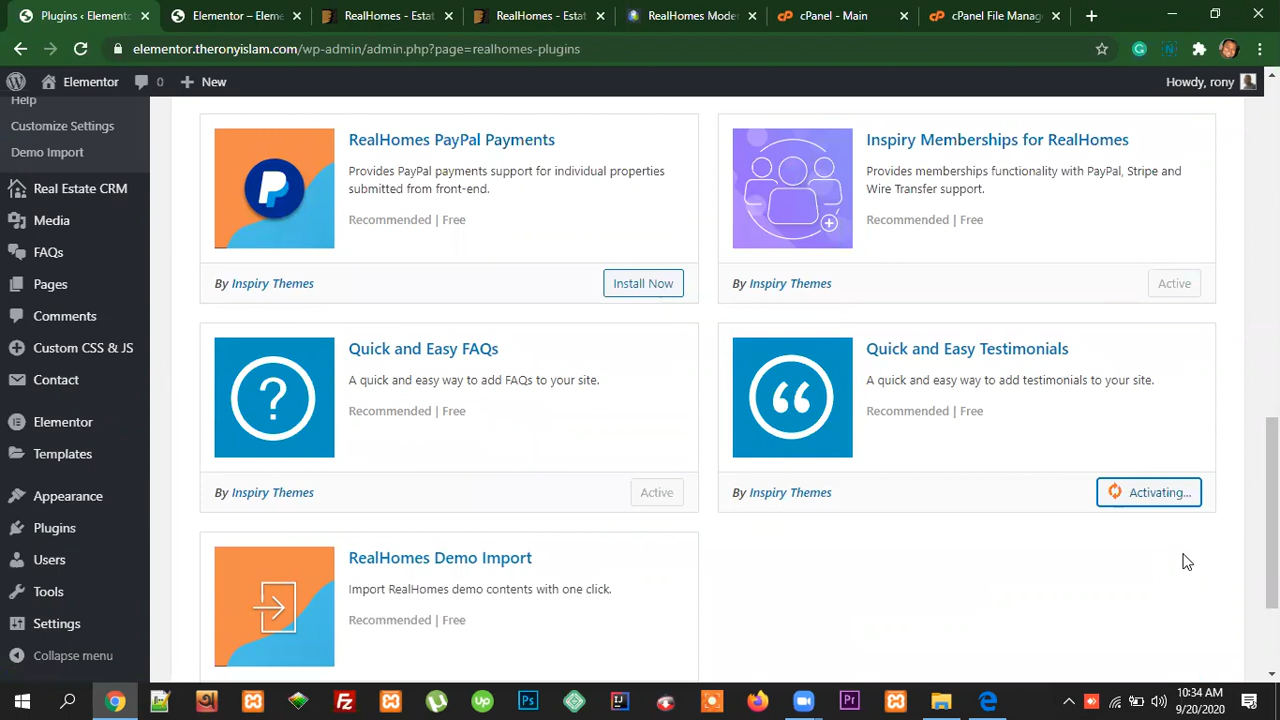 Plugins ‹ Elementor
Elementor – Eleme
RealHomes - Estat
RealHomes - Estat
RealHomes Moder
cPanel - Main
cPanel File Manag
elementor.theronyislam.com/wp-admin/admin.php?page=realhomes-plugins
Elementor
0
New
Howdy, rony
Help
Customize Settings
Demo Import
Real Estate CRM
Media
FAQs
Pages
Comments
Custom CSS & JS
Contact
Elementor
Templates
Appearance
Plugins
Users
Tools
Settings
Collapse menu
RealHomes PayPal Payments
Provides PayPal payments support for individual properties
submitted from front-end.
Recommended | Free
By Inspiry Themes
Install Now
Inspiry Memberships for RealHomes
Provides memberships functionality with PayPal, Stripe and
Wire Transfer support.
Recommended | Free
By Inspiry Themes
Active
Quick and Easy FAQs
A quick and easy way to add FAQs to your site.
Recommended | Free
By Inspiry Themes
Active
Quick and Easy Testimonials
A quick and easy way to add testimonials to your site.
Recommended | Free
By Inspiry Themes
Activating...
RealHomes Demo Import
Import RealHomes demo contents with one click.
Recommended | Free
10:34 AM
9/20/2020